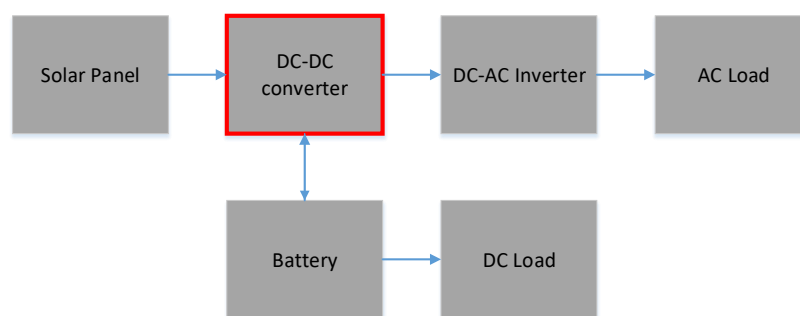 Solar Panel
DC-DC
converter
DC-AC Inverter
AC Load
Battery
DC Load